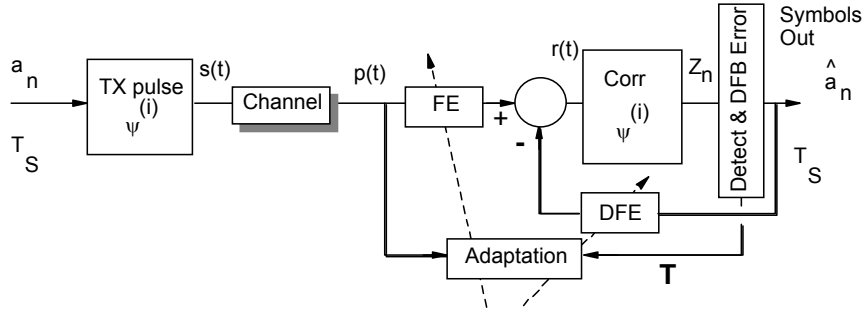 Symbols
Out
a n
T S
TX pulse
ψ (i)
s(t)
Channel
p(t)
FE
+
-
r(t)
Corr
ψ (i)
Z n
Detect & DFB Error
^
a n
T S
DFE
Adaptation
T